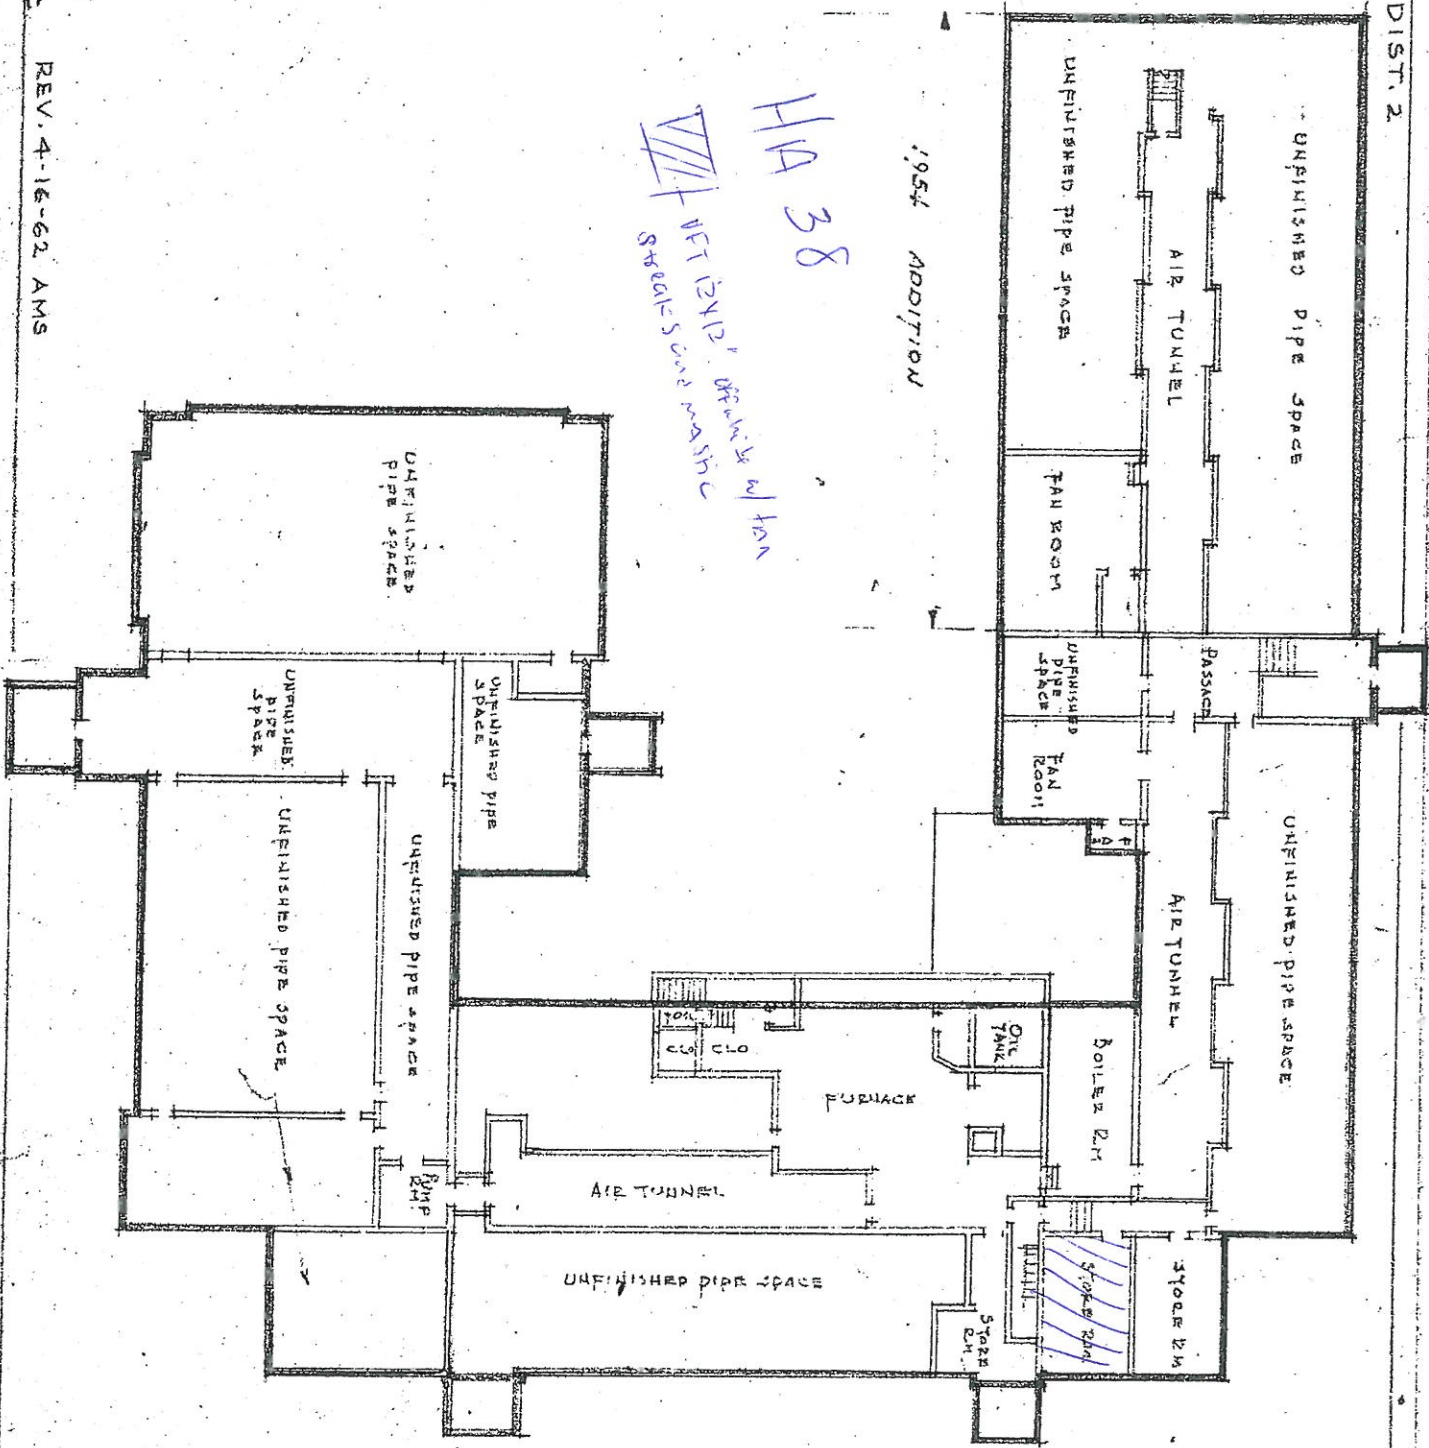 DIST. 2
REV. 4-16-62 AMS
1954 ADDITION
HA 38
VFT 12x12" off white w/ tan
streaks and mastic
UNFINISHED PIPE SPACE
AIR TUNNEL
UNFINISHED PIPE SPACE
FAN ROOM
PASSAGE
UNFINISHED
PIPE
SPACE
FAN
ROOM
UNFINISHED PIPE SPACE
AIR TUNNEL
BOILER RM
OIL
TANK
FURNACE
CLO
CLO
AIR TUNNEL
UNFINISHED PIPE SPACE
STORE
RM
STORE RM
STORE RM
UNFINISHED
PIPE SPACE
UNFINISHED PIPE
SPACE
UNFINISHED
PIPE
SPACE
UNFINISHED PIPE SPACE
UNFINISHED PIPE SPACE
PUMP
RM.